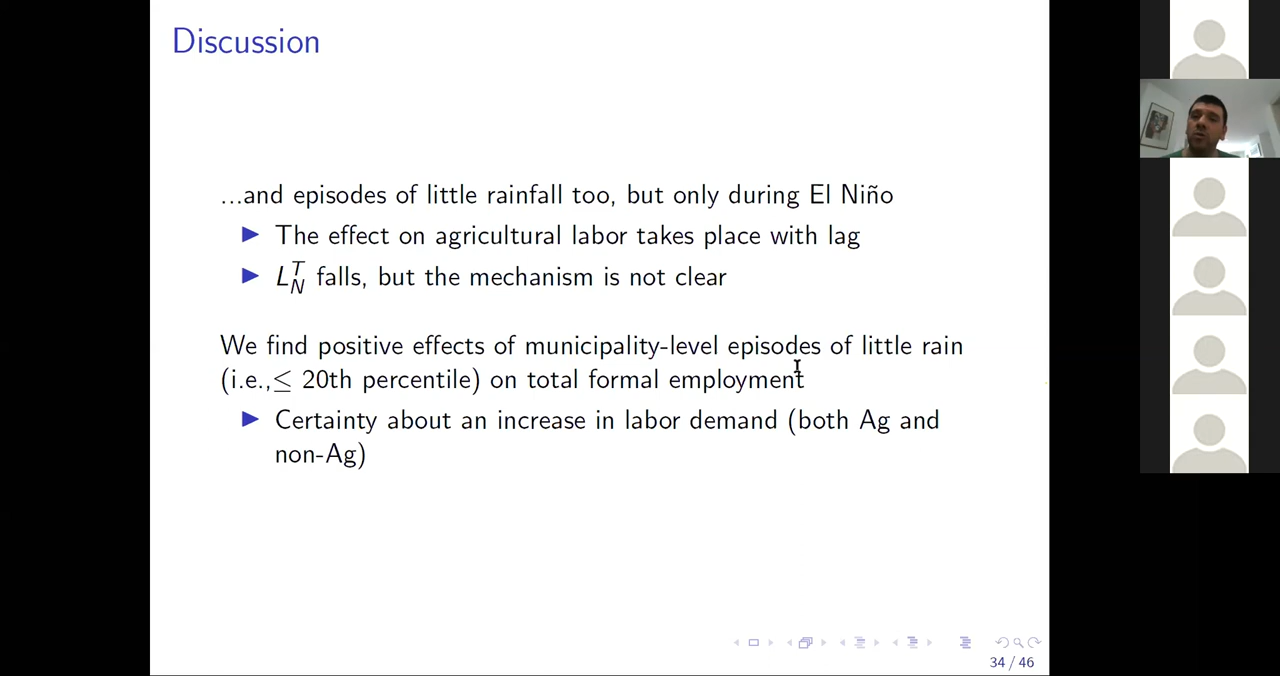 Discussion
...and episodes of little rainfall too, but only during El Niño
▶ The effect on agricultural labor takes place with lag
▶ L_N^T falls, but the mechanism is not clear
We find positive effects of municipality-level episodes of little rain
(i.e.,≤ 20th percentile) on total formal employment
▶ Certainty about an increase in labor demand (both Ag and
non-Ag)
34 / 46